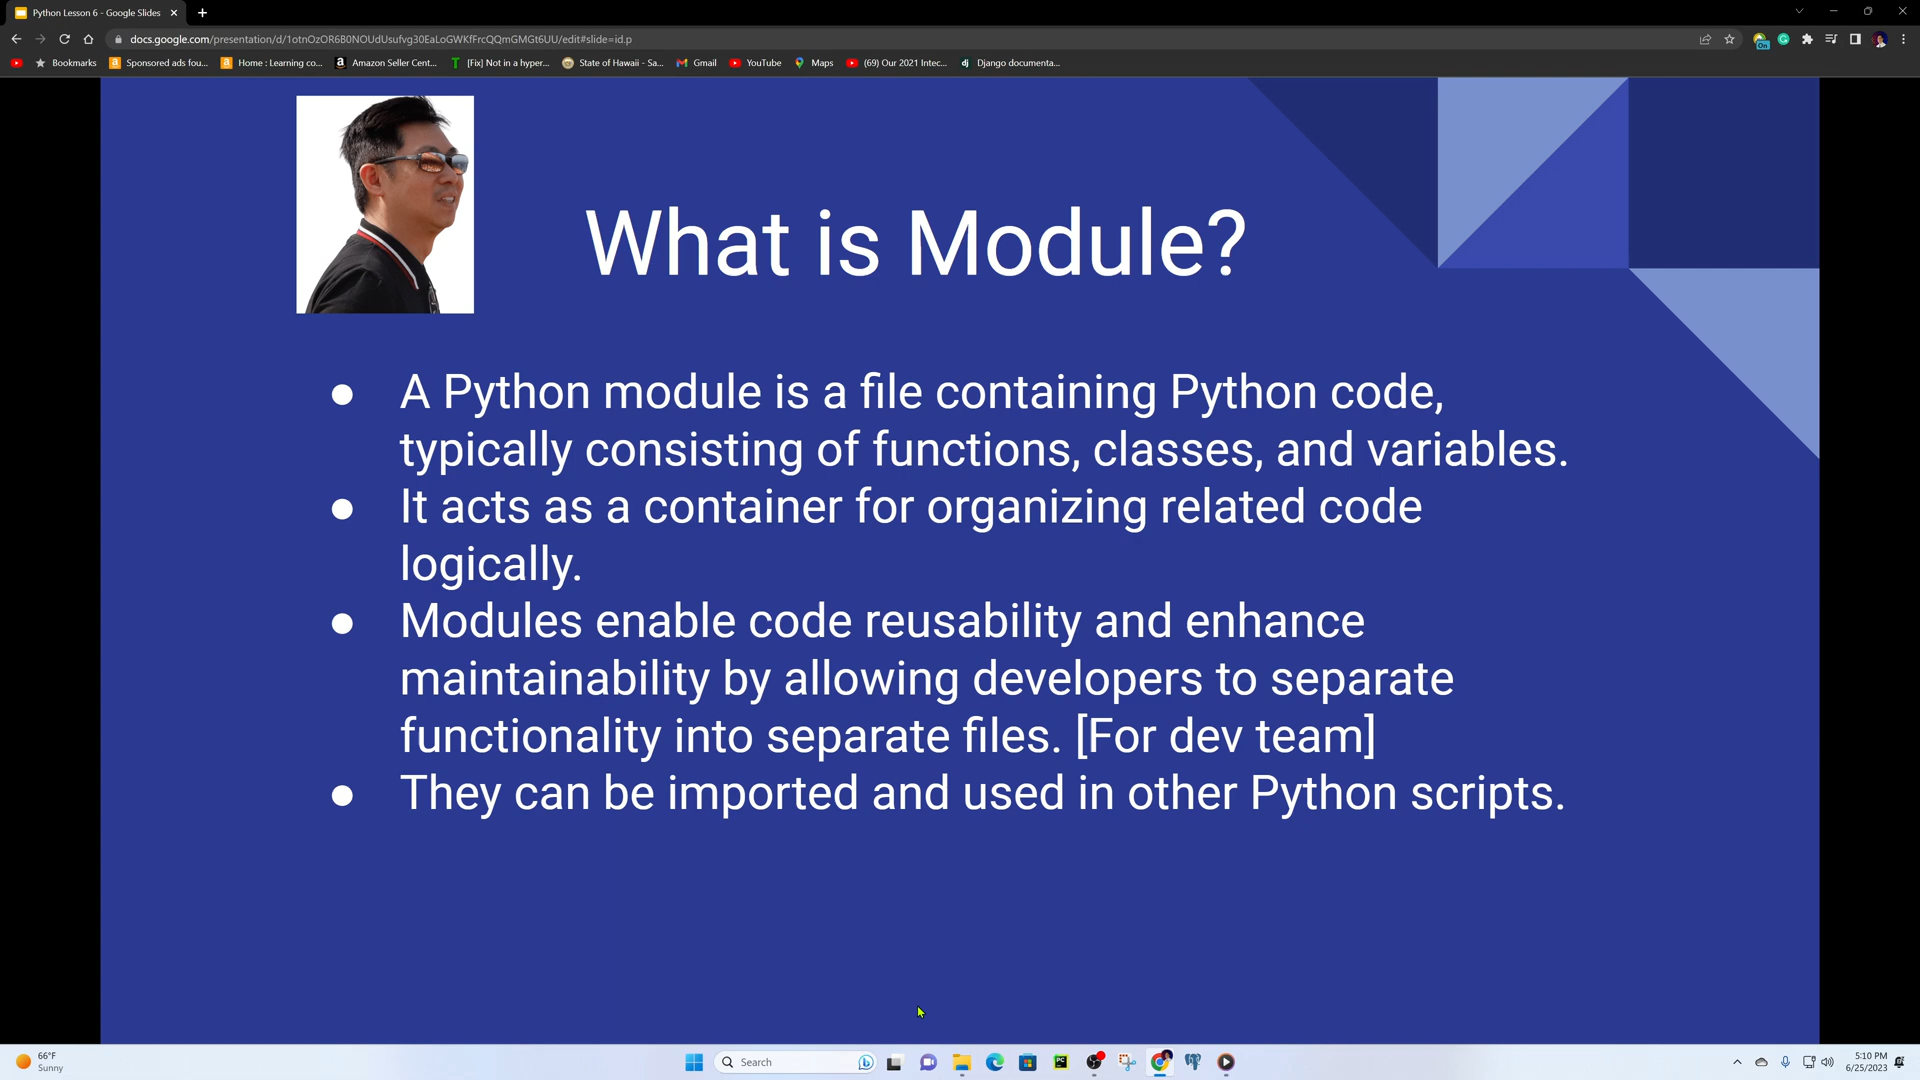 Python Lesson 6 - Google Slides
docs.google.com/presentation/d/1otnOzOR6B0NOUdUsufvg30EaLoGWKfFrcQQmGMGt6UU/edit#slide=id.p
On
Bookmarks
Sponsored ads fou...
Home : Learning co...
Amazon Seller Cent...
[Fix] Not in a hyper...
State of Hawaii - Sa...
Gmail
YouTube
Maps
(69) Our 2021 Intec...
dj Django documenta...
What is Module?
● A Python module is a file containing Python code,
typically consisting of functions, classes, and variables.
● It acts as a container for organizing related code
logically.
● Modules enable code reusability and enhance
maintainability by allowing developers to separate
functionality into separate files. [For dev team]
● They can be imported and used in other Python scripts.
66°F
Sunny
Search
PC
5:10 PM
6/25/2023